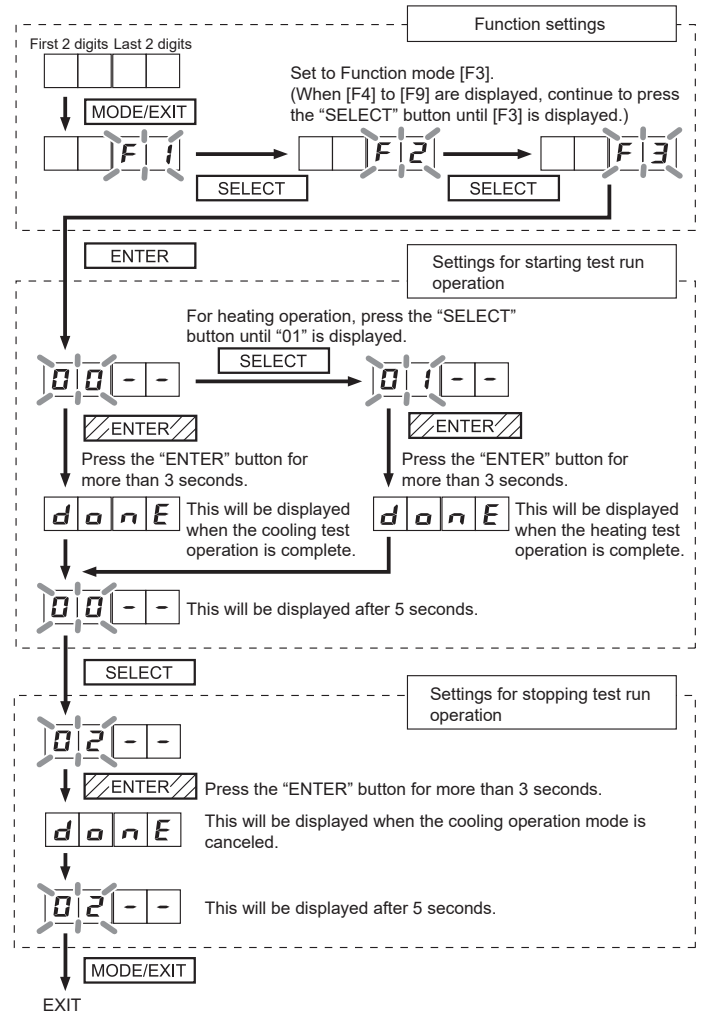 Function settings
First 2 digits Last 2 digits
Set to Function mode [F3].
(When [F4] to [F9] are displayed, continue to press
the “SELECT” button until [F3] is displayed.)
MODE/EXIT
F 1
F 2
F 3
SELECT
SELECT
ENTER
Settings for starting test run
operation
For heating operation, press the “SELECT”
button until “01” is displayed.
SELECT
0 0 - -
0 1 - -
ENTER
ENTER
Press the “ENTER” button for
more than 3 seconds.
Press the “ENTER” button for
more than 3 seconds.
d o n E
This will be displayed
when the cooling test
operation is complete.
d o n E
This will be displayed
when the heating test
operation is complete.
0 0 - -
This will be displayed after 5 seconds.
SELECT
Settings for stopping test run
operation
0 2 - -
ENTER
Press the “ENTER” button for more than 3 seconds.
d o n E
This will be displayed when the cooling operation mode is
canceled.
0 2 - -
This will be displayed after 5 seconds.
MODE/EXIT
EXIT